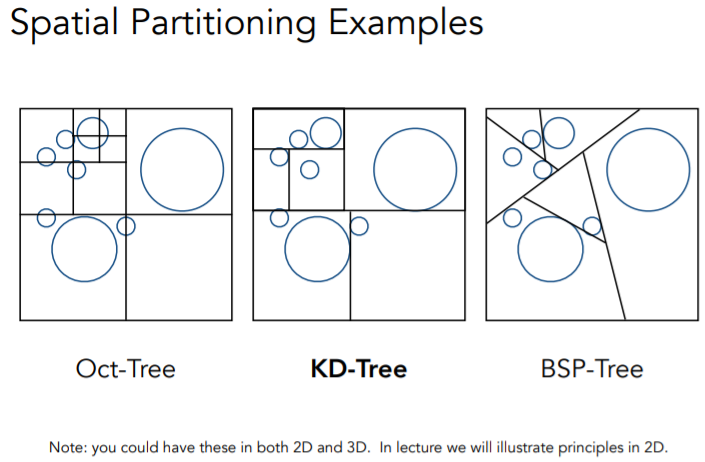 Spatial Partitioning Examples
Oct-Tree
KD-Tree
BSP-Tree
Note: you could have these in both 2D and 3D.  In lecture we will illustrate principles in 2D.